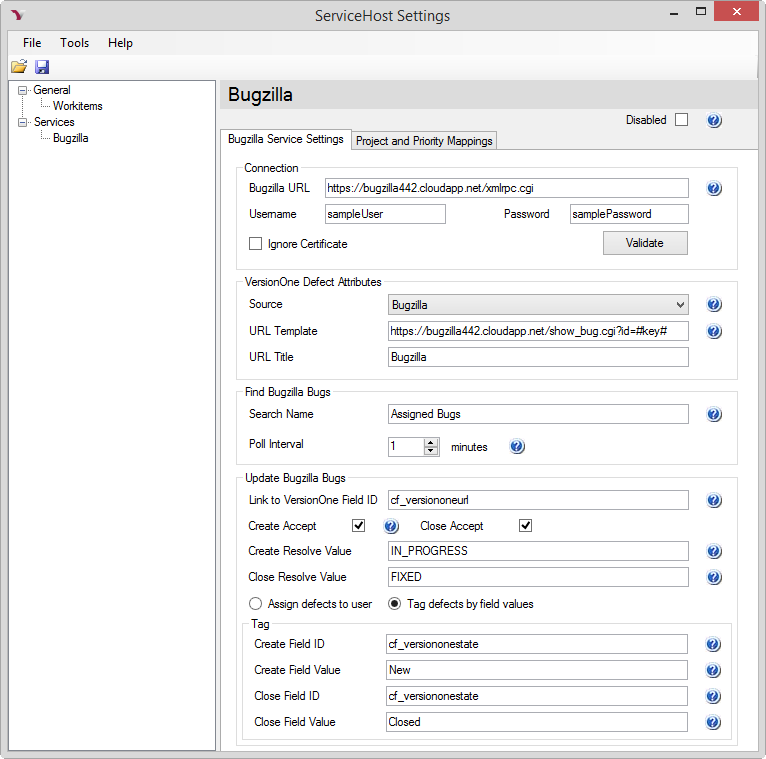 ServiceHost Settings
File Tools Help
General
Workitems
Services
Bugzilla
Bugzilla
Disabled
Bugzilla Service Settings Project and Priority Mappings
Connection
Bugzilla URL https://bugzilla442.cloudapp.net/xmlrpc.cgi
Username sampleUser Password samplePassword
Ignore Certificate Validate
VersionOne Defect Attributes
Source Bugzilla
URL Template https://bugzilla442.cloudapp.net/show_bug.cgi?id=#key#
URL Title Bugzilla
Find Bugzilla Bugs
Search Name Assigned Bugs
Poll Interval 1 minutes
Update Bugzilla Bugs
Link to VersionOne Field ID cf_versiononeurl
Create Accept Close Accept
Create Resolve Value IN_PROGRESS
Close Resolve Value FIXED
Assign defects to user Tag defects by field values
Tag
Create Field ID cf_versiononestate
Create Field Value New
Close Field ID cf_versiononestate
Close Field Value Closed